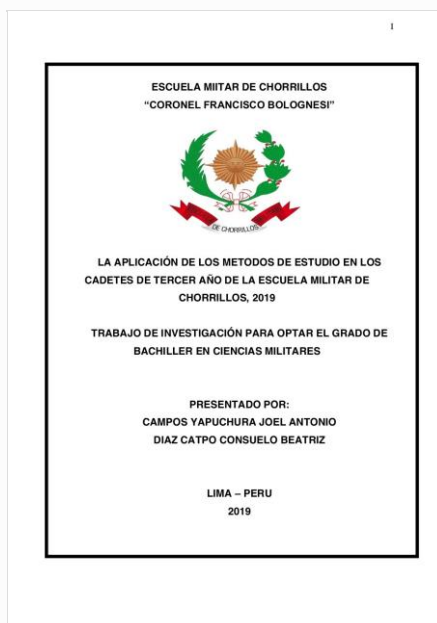 1
ESCUELA MIITAR DE CHORRILLOS
“CORONEL FRANCISCO BOLOGNESI”
DE CHORRILLOS
LA APLICACIÓN DE LOS METODOS DE ESTUDIO EN LOS
CADETES DE TERCER AÑO DE LA ESCUELA MILITAR DE
CHORRILLOS, 2019
TRABAJO DE INVESTIGACIÓN PARA OPTAR EL GRADO DE
BACHILLER EN CIENCIAS MILITARES
PRESENTADO POR:
CAMPOS YAPUCHURA JOEL ANTONIO
DIAZ CATPO CONSUELO BEATRIZ
LIMA – PERU
2019